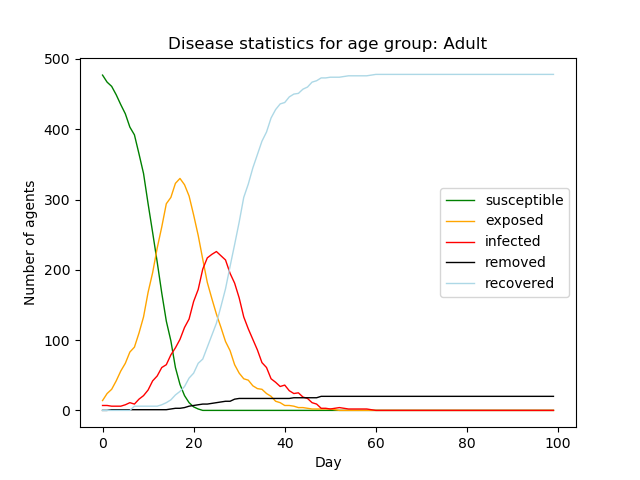 Disease statistics for age group: Adult
500
400
300
200
100
0
Number of agents
susceptible
exposed
infected
removed
recovered
0 20 40 60 80 100
Day